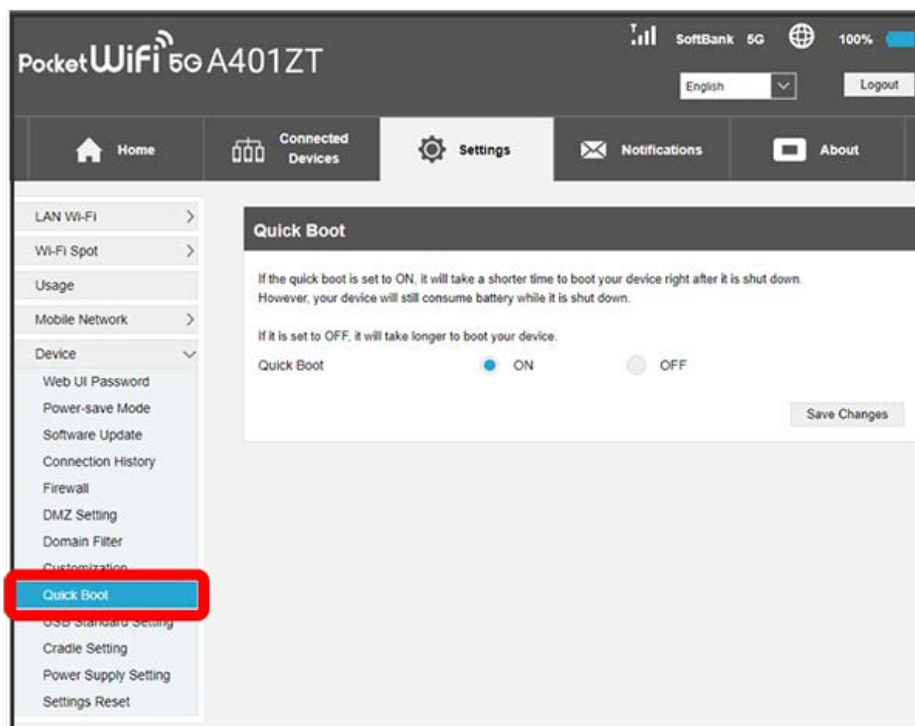 SoftBank 5G 100%
PocketWiFi 5G A401ZT
English Logout
Home
Connected
Devices
Settings
Notifications
About
LAN Wi-Fi
Wi-Fi Spot
Usage
Mobile Network
Device
Web UI Password
Power-save Mode
Software Update
Connection History
Firewall
DMZ Setting
Domain Filter
Customization
Quick Boot
USB Standard Setting
Cradle Setting
Power Supply Setting
Settings Reset
Quick Boot
If the quick boot is set to ON, it will take a shorter time to boot your device right after it is shut down.
However, your device will still consume battery while it is shut down.
If it is set to OFF, it will take longer to boot your device.
Quick Boot ON OFF
Save Changes